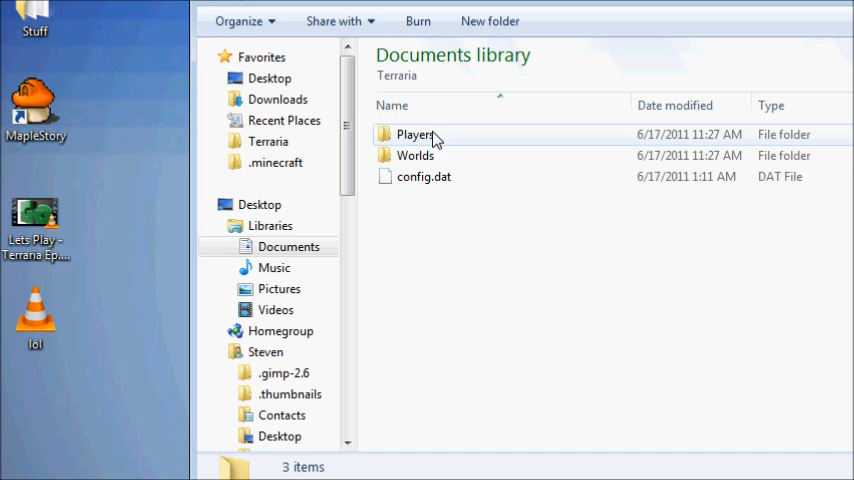 Stuff
MapleStory
Lets Play -
Terraria Ep....
lol
Organize
Share with
Burn
New folder
Favorites
Desktop
Downloads
Recent Places
Terraria
.minecraft
Desktop
Libraries
Documents
Music
Pictures
Videos
Homegroup
Steven
.gimp-2.6
.thumbnails
Contacts
Desktop
Documents library
Terraria
Name Date modified Type
Players 6/17/2011 11:27 AM File folder
Worlds 6/17/2011 11:27 AM File folder
config.dat 6/17/2011 1:11 AM DAT File
3 items